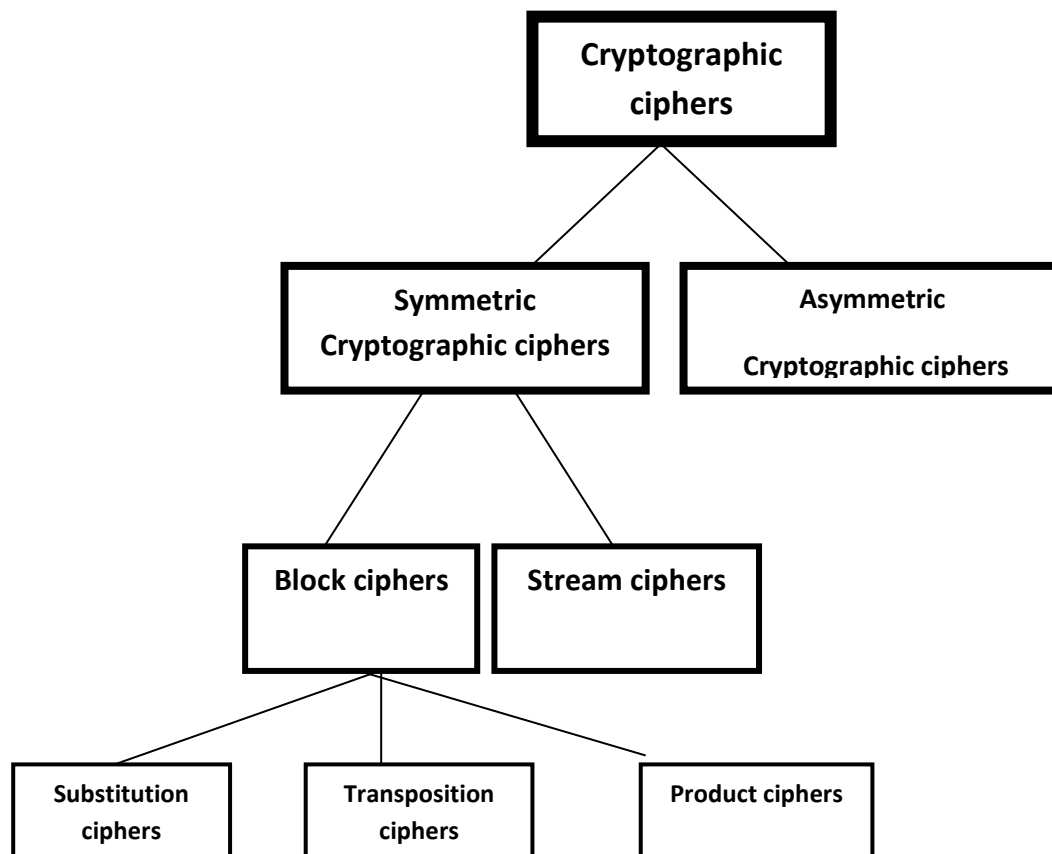 Cryptographic
ciphers
Symmetric
Cryptographic ciphers
Asymmetric
Cryptographic ciphers
Block ciphers
Stream ciphers
Substitution
ciphers
Transposition
ciphers
Product ciphers